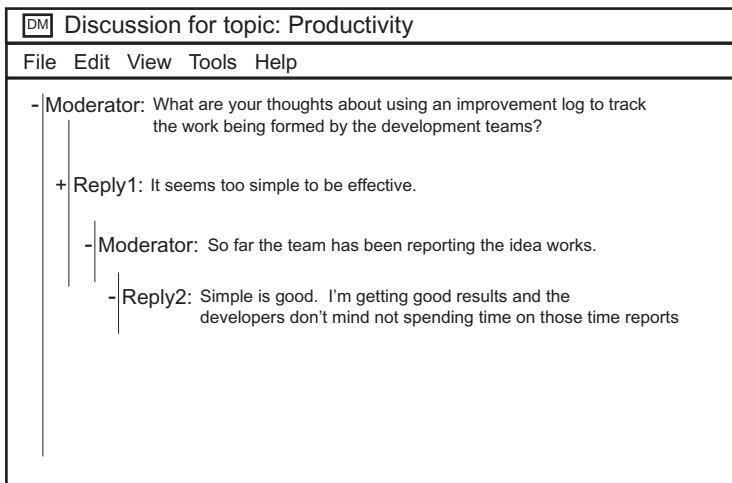 DM Discussion for topic: Productivity
File Edit View Tools Help
- Moderator: What are your thoughts about using an improvement log to track
the work being formed by the development teams?
+ Reply1: It seems too simple to be effective.
- Moderator: So far the team has been reporting the idea works.
- Reply2: Simple is good. I'm getting good results and the
developers don't mind not spending time on those time reports